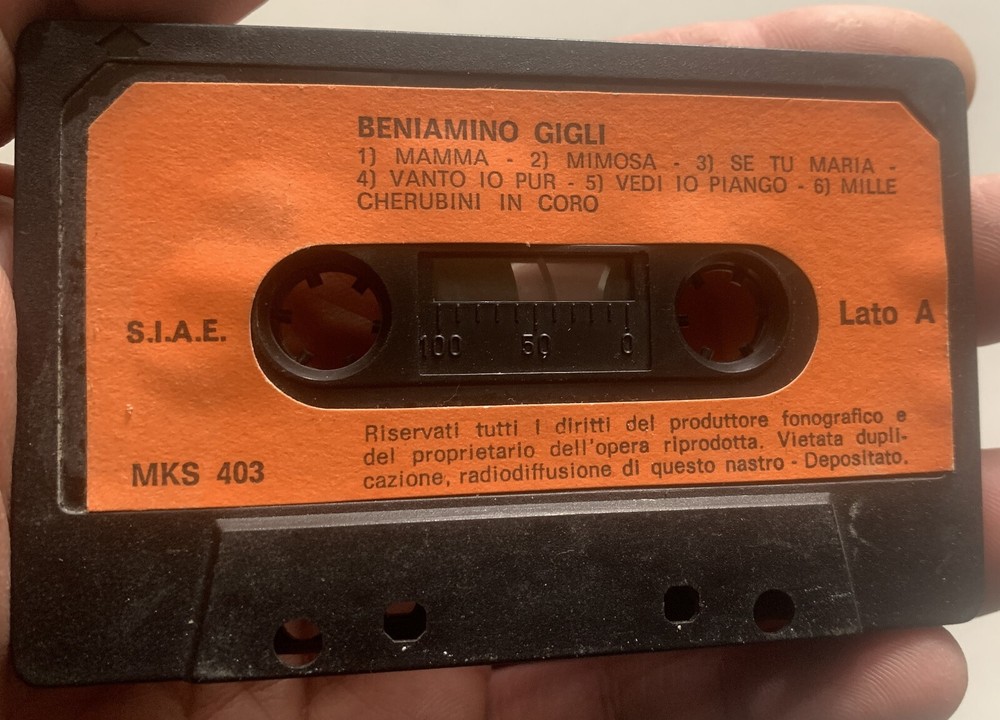 BENIAMINO GIGLI
1) MAMMA - 2) MIMOSA - 3) SE TU MARIA -
4) VANTO IO PUR - 5) VEDI IO PIANGO - 6) MILLE
CHERUBINI IN CORO
S.I.A.E.
Lato A
100 50 0
Riservati tutti i diritti del produttore fonografico e
del proprietario dell'opera riprodotta. Vietata dupli-
cazione, radiodiffusione di questo nastro - Depositato.
MKS 403